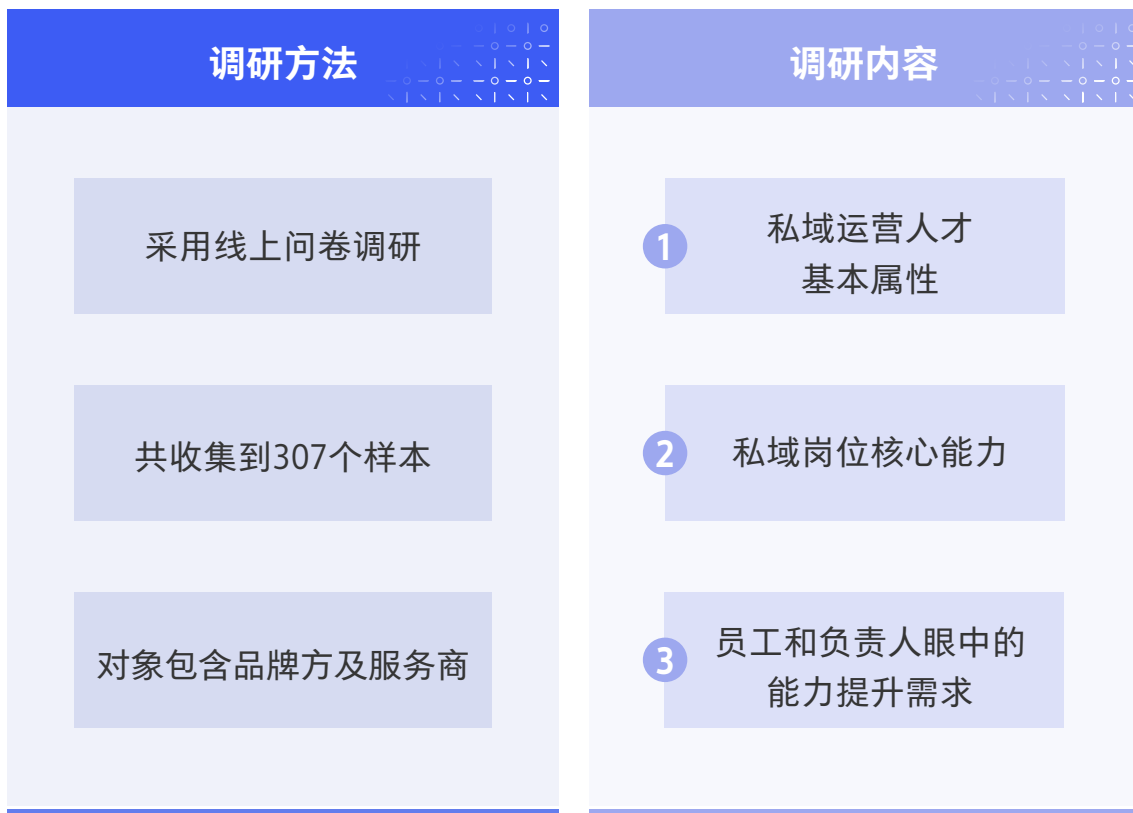 调研方法
采用线上问卷调研
共收集到307个样本
对象包含品牌方及服务商
调研内容
1
私域运营人才
基本属性
2
私域岗位核心能力
3
员工和负责人眼中的
能力提升需求